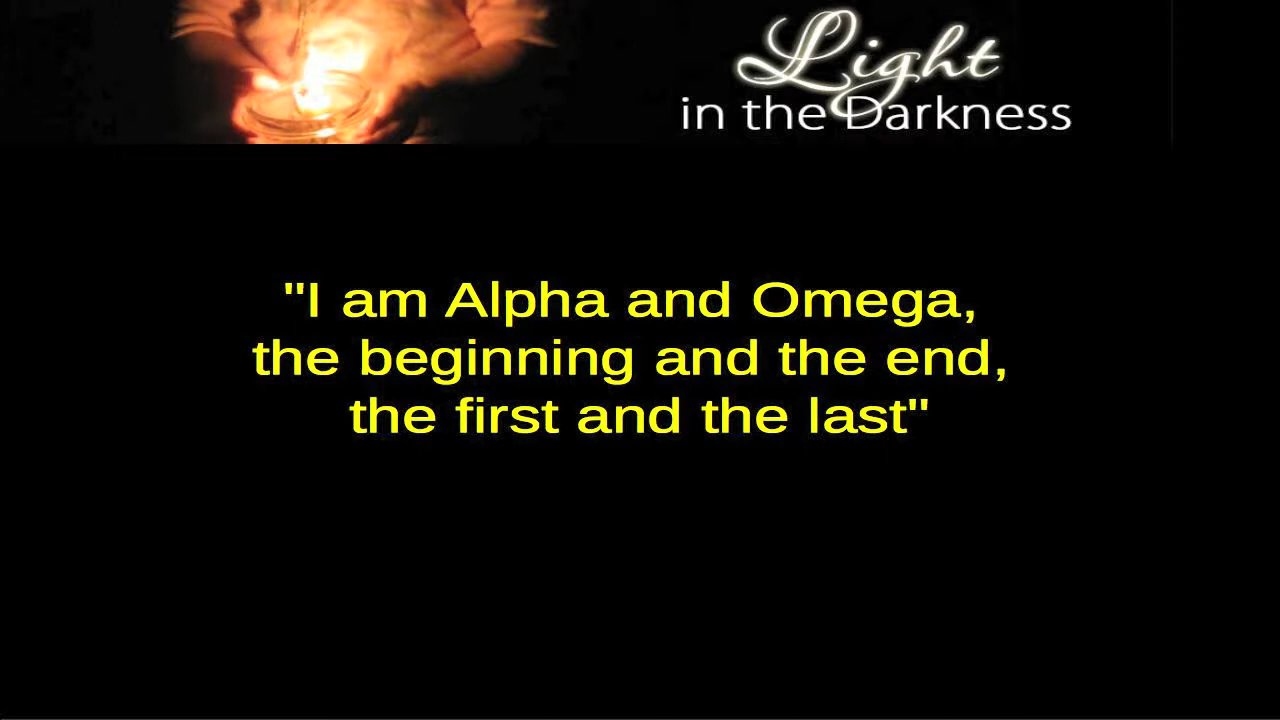 Light
in the Darkness
"I am Alpha and Omega,
the beginning and the end,
the first and the last"